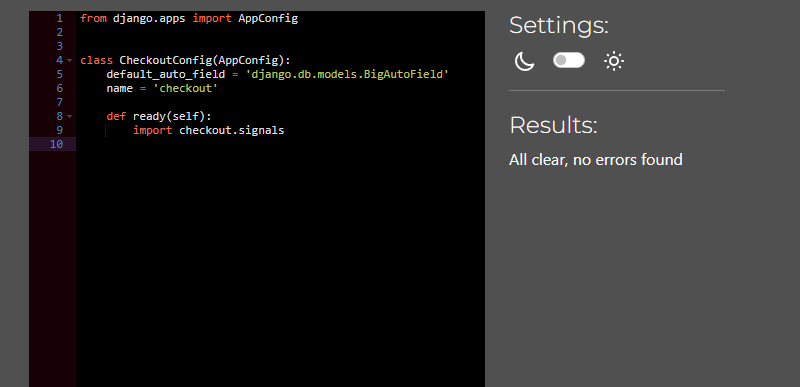 1 from django.apps import AppConfig
2
3
4 class CheckoutConfig(AppConfig):
5     default_auto_field = 'django.db.models.BigAutoField'
6     name = 'checkout'
7
8     def ready(self):
9         import checkout.signals
10
Settings:
Results:
All clear, no errors found